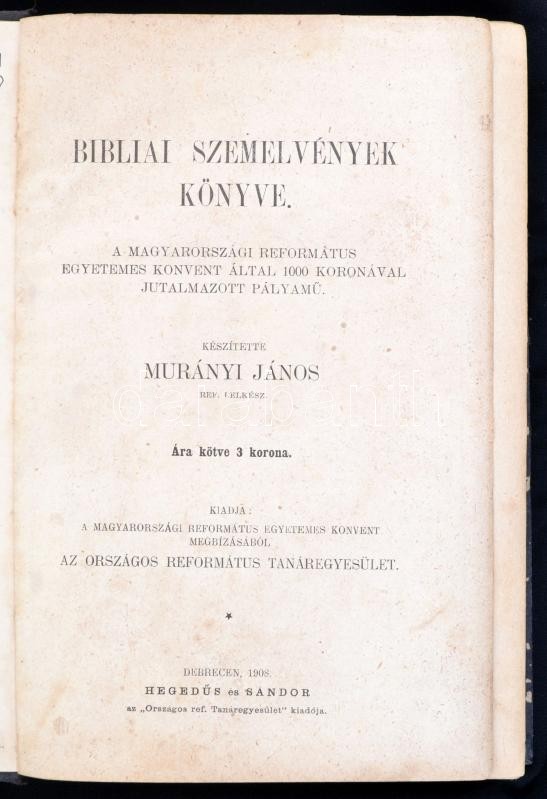 BIBLIAI SZEMELVÉNYEK
KÖNYVE.
A MAGYARORSZÁGI REFORMÁTUS
EGYETEMES KONVENT ÁLTAL 1000 KORONÁVAL
JUTALMAZOTT PÁLYAMŰ.
KÉSZÍTETTE
MURÁNYI JÁNOS
REF. LELKÉSZ.
Ára kötve 3 korona.
KIADJA:
A MAGYARORSZÁGI REFORMÁTUS EGYETEMES KONVENT
MEGBÍZÁSÁBÓL
AZ ORSZÁGOS REFORMÁTUS TANÁREGYESÜLET.
DEBRECEN, 1908.
HEGEDŰS és SÁNDOR
az „Országos ref. Tanáregyesület" kiadója.